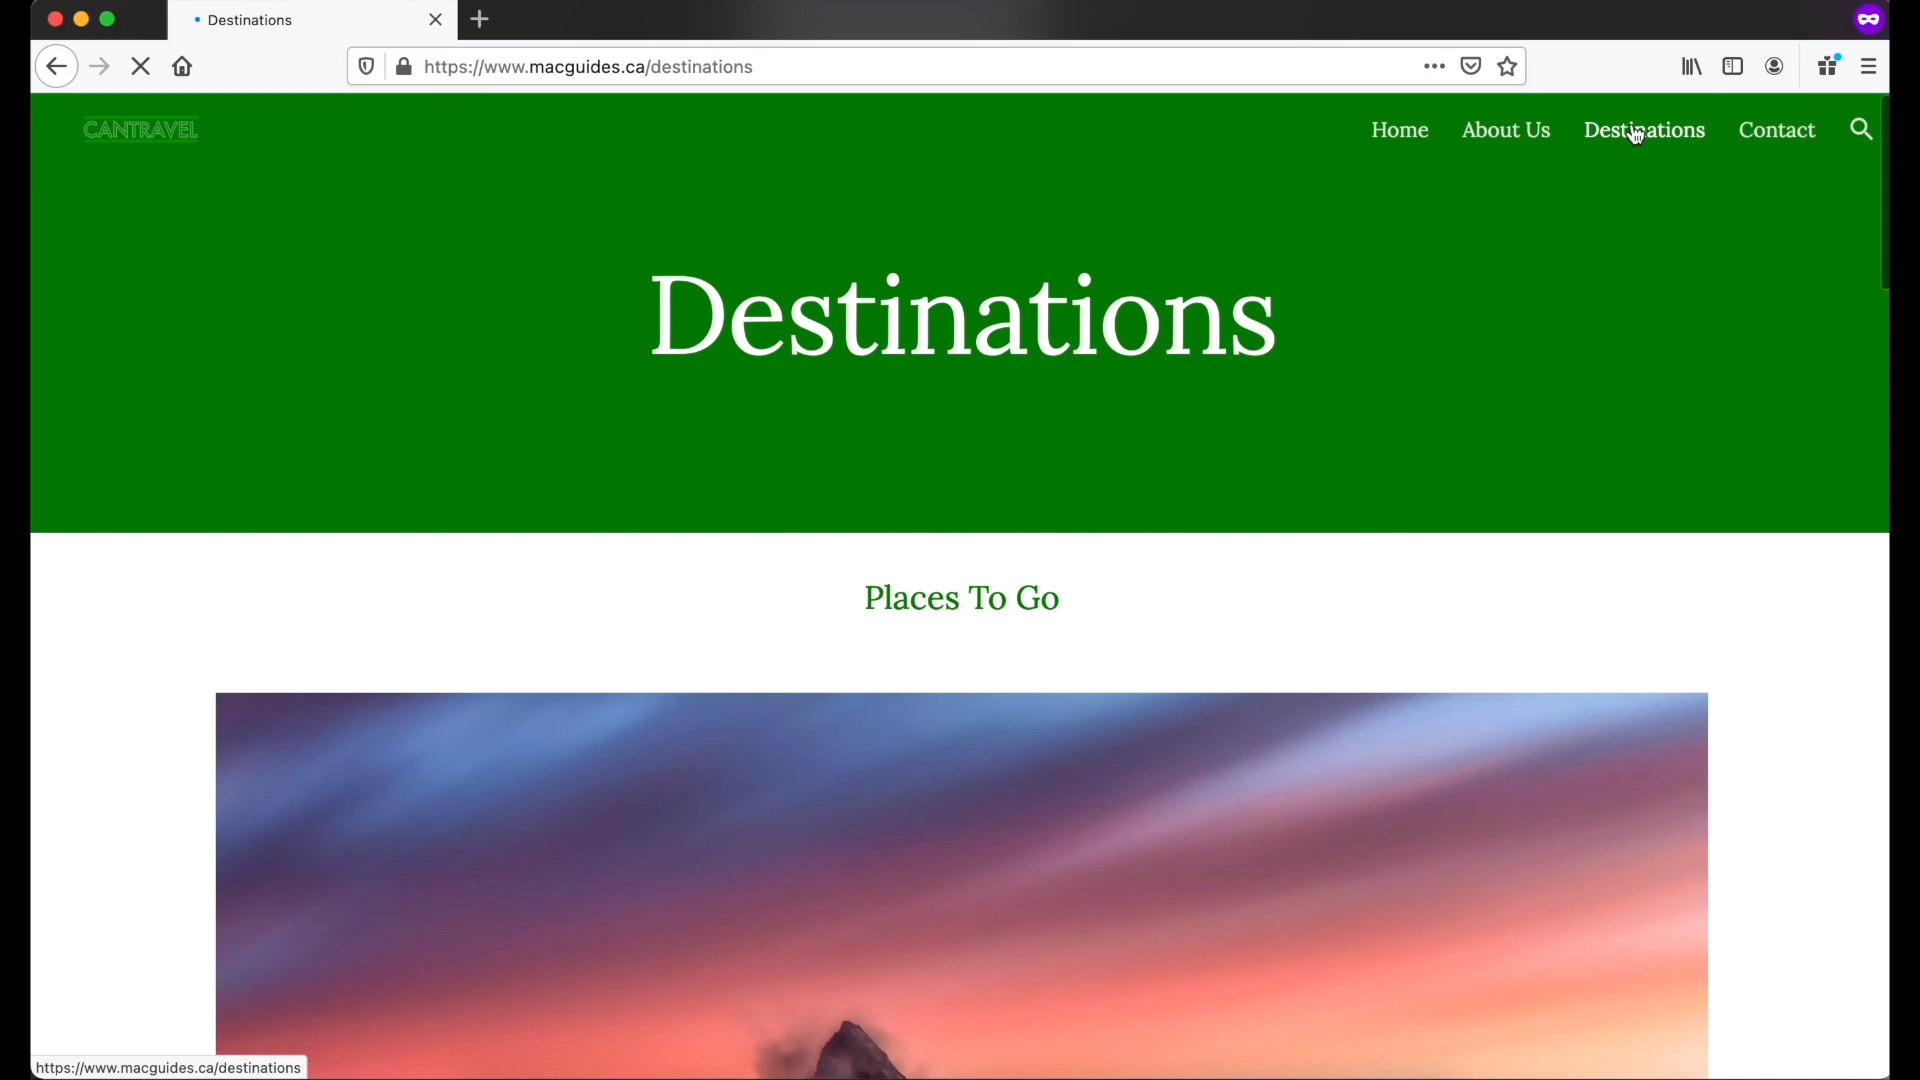 Destinations
https://www.macguides.ca/destinations
CANTRAVEL
Home About Us Destinations Contact
Destinations
Places To Go
https://www.macguides.ca/destinations